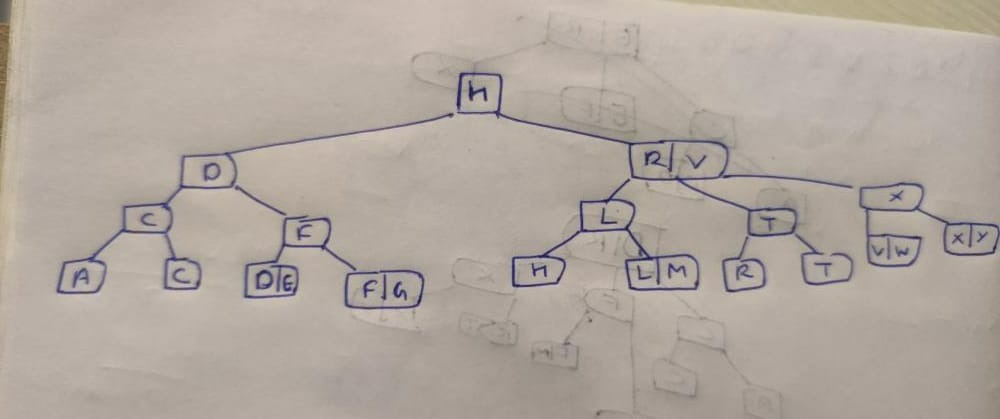 H
D R | V
C F L T X
A C D|E F|G H L|M R T V|W X|Y